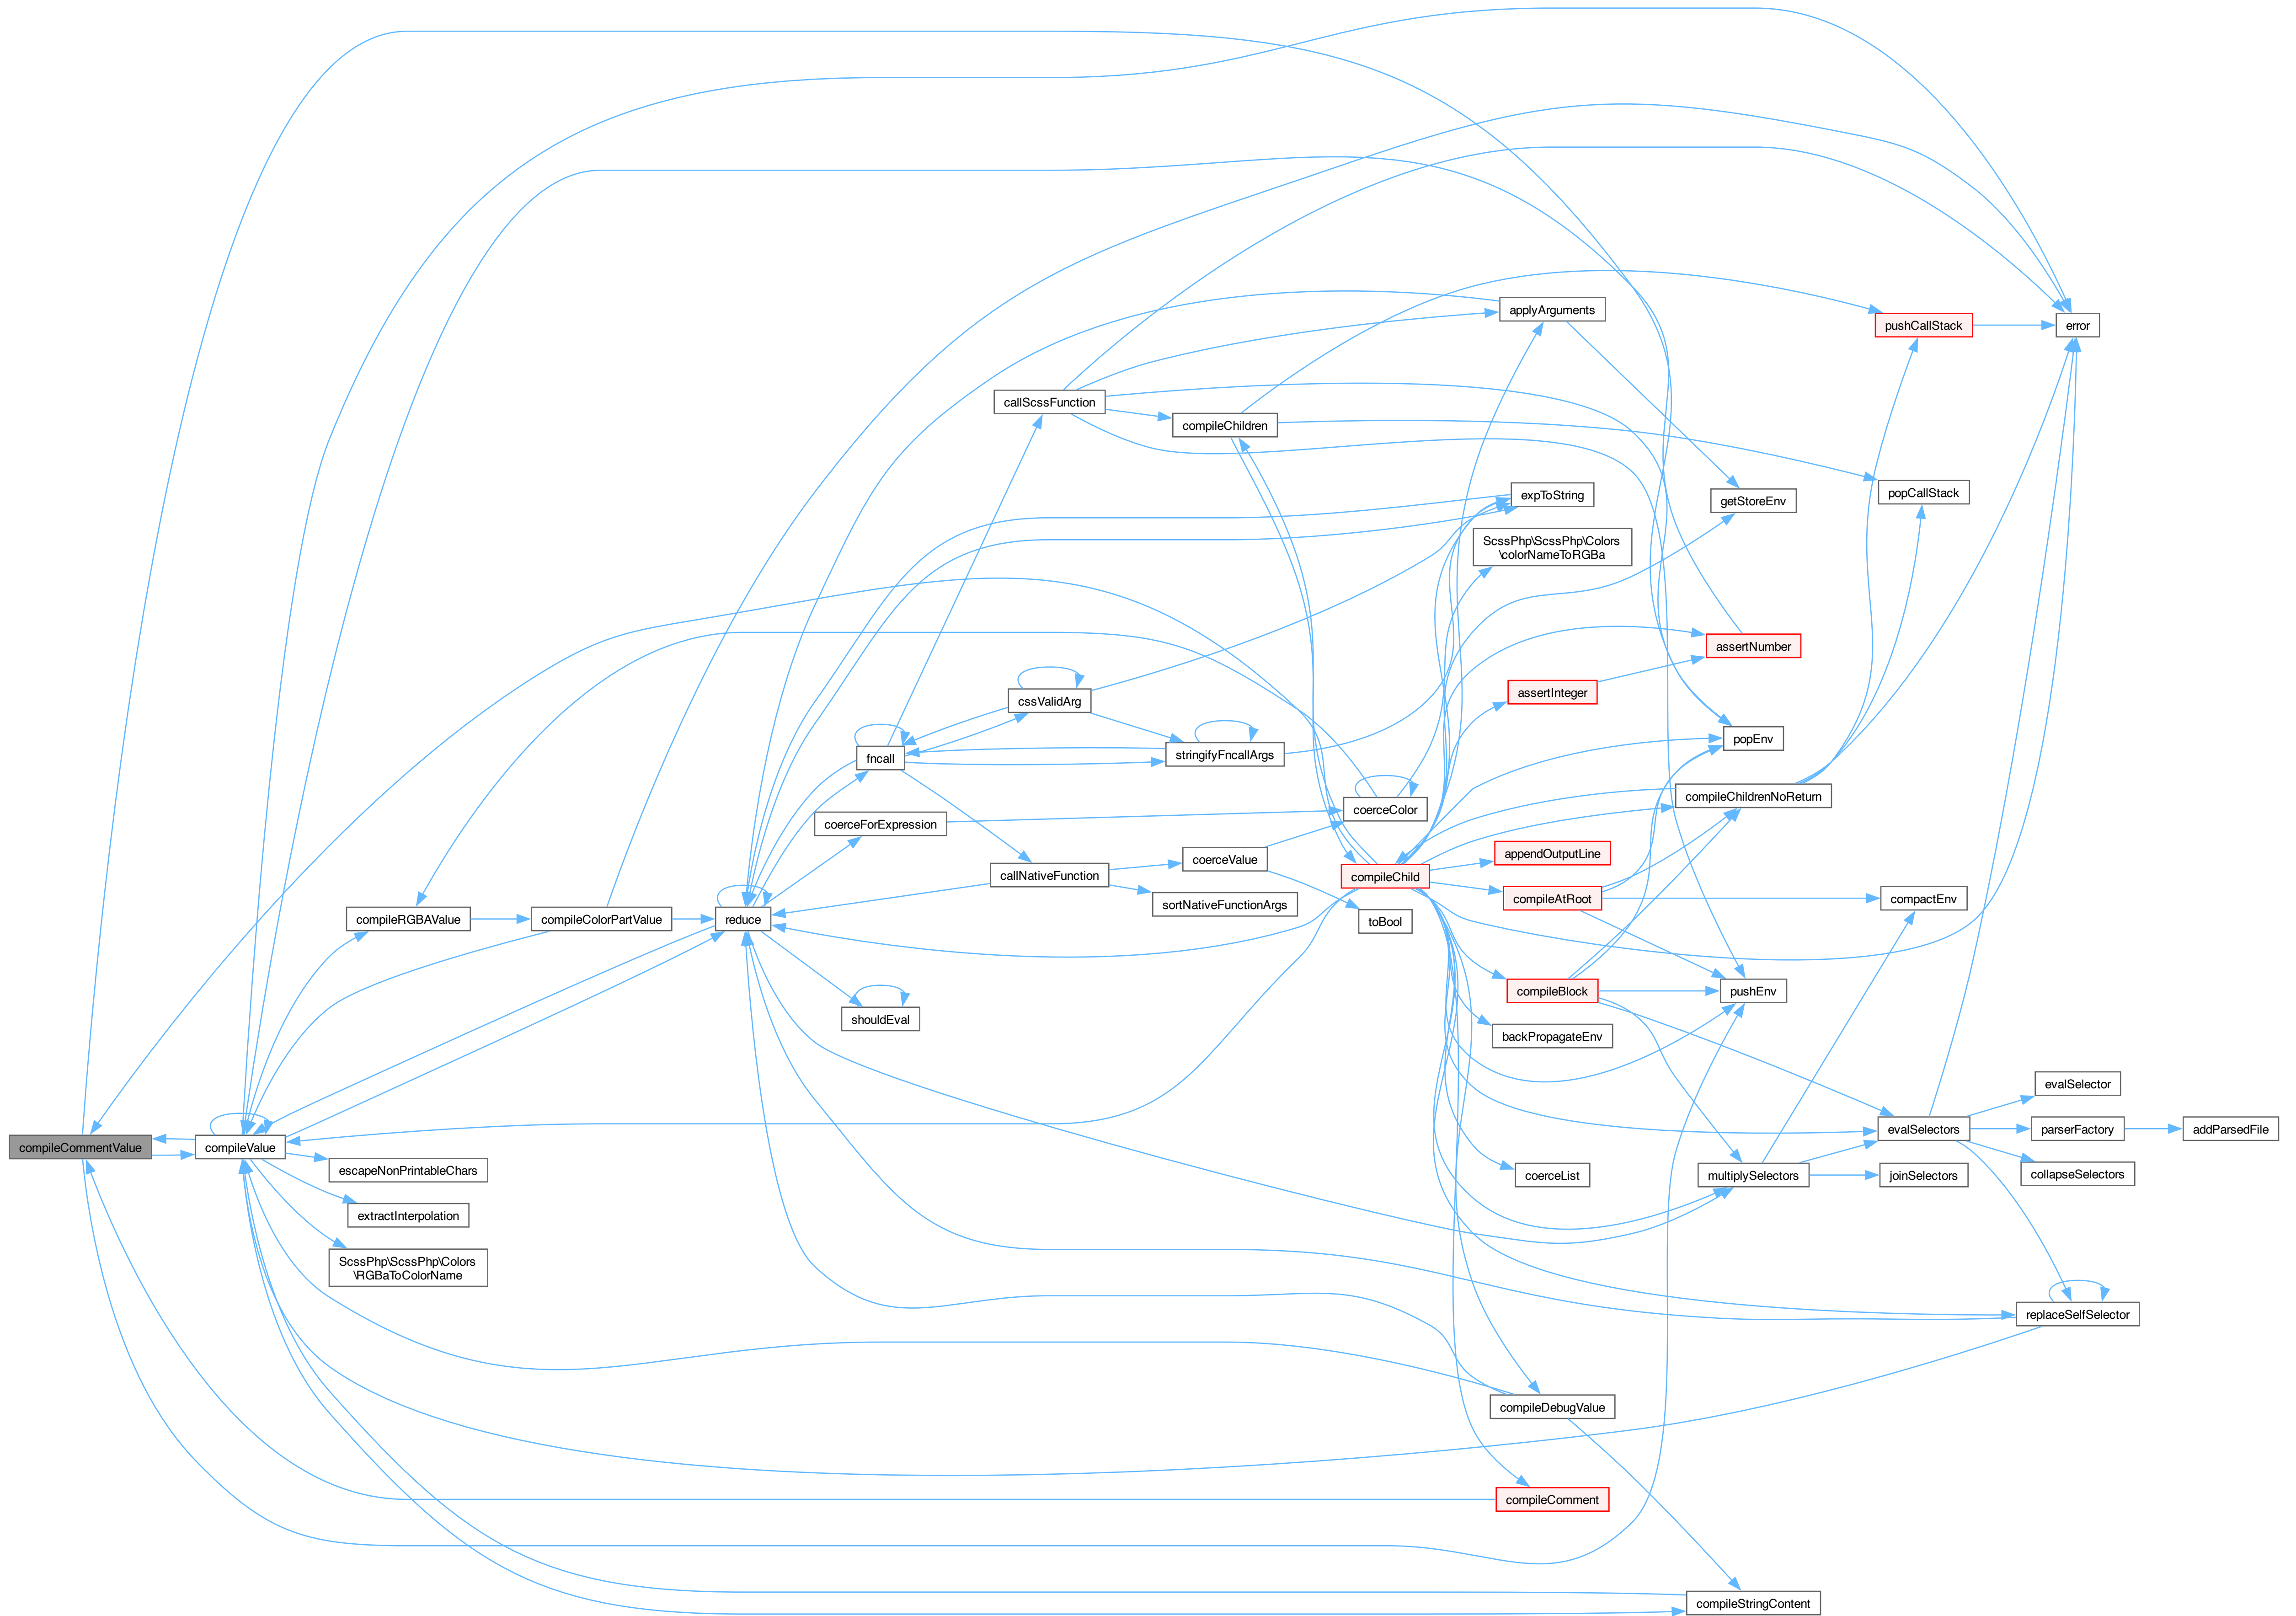 compileCommentValue
compileValue
escapeNonPrintableChars
extractInterpolation
ScssPhp\ScssPhp\Colors
\RGBaToColorName
compileRGBAValue
compileColorPartValue
reduce
fncall
coerceForExpression
shouldEval
callScssFunction
cssValidArg
callNativeFunction
compileChildren
stringifyFncallArgs
coerceValue
sortNativeFunctionArgs
coerceColor
compileChild
toBool
applyArguments
expToString
ScssPhp\ScssPhp\Colors
\colorNameToRGBa
assertInteger
appendOutputLine
compileAtRoot
compileBlock
backPropagateEnv
coerceList
compileDebugValue
compileComment
getStoreEnv
assertNumber
popEnv
compileChildrenNoReturn
pushEnv
multiplySelectors
compileStringContent
pushCallStack
popCallStack
compactEnv
evalSelectors
joinSelectors
error
evalSelector
parserFactory
collapseSelectors
replaceSelfSelector
addParsedFile